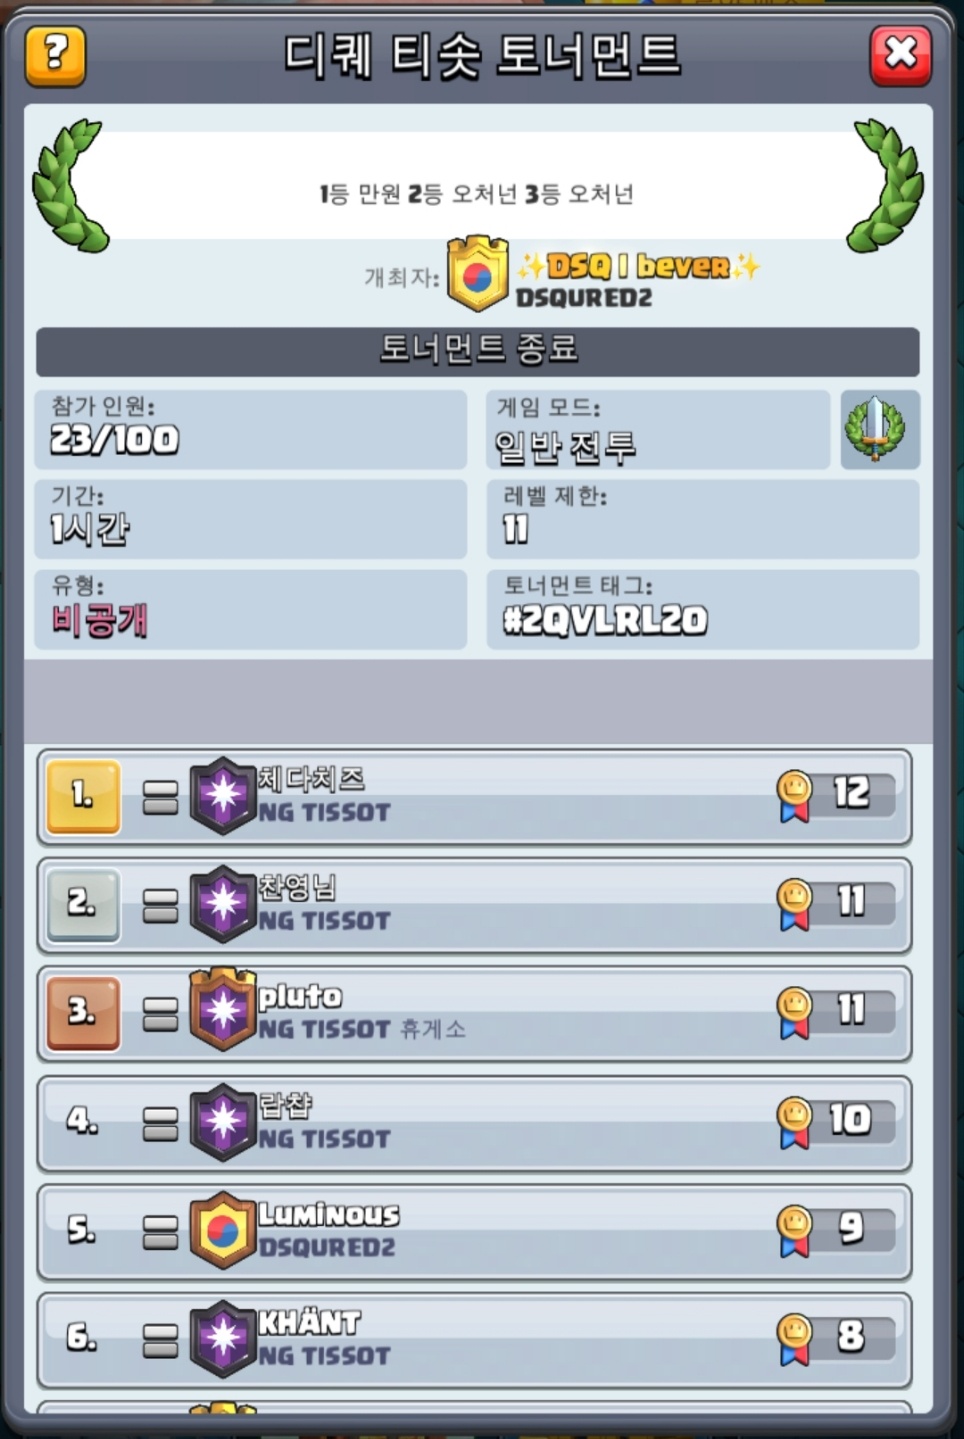 ?
디퀘 티솟 토너먼트
1등 만원 2등 오처넌 3등 오처넌
개최자:
✨DSQ | bever✨
DSQURED2
토너먼트 종료
참가 인원:
23/100
게임 모드:
일반 전투
기간:
1시간
레벨 제한:
11
유형:
비공개
토너먼트 태그:
#2QVLRL20
1. 체다치즈 12
NG TISSOT
2. 찬영님 11
NG TISSOT
3. pluto 11
NG TISSOT 휴게소
4. 랍챱 10
NG TISSOT
5. Luminous 9
DSQURED2
6. KHÄNT 8
NG TISSOT